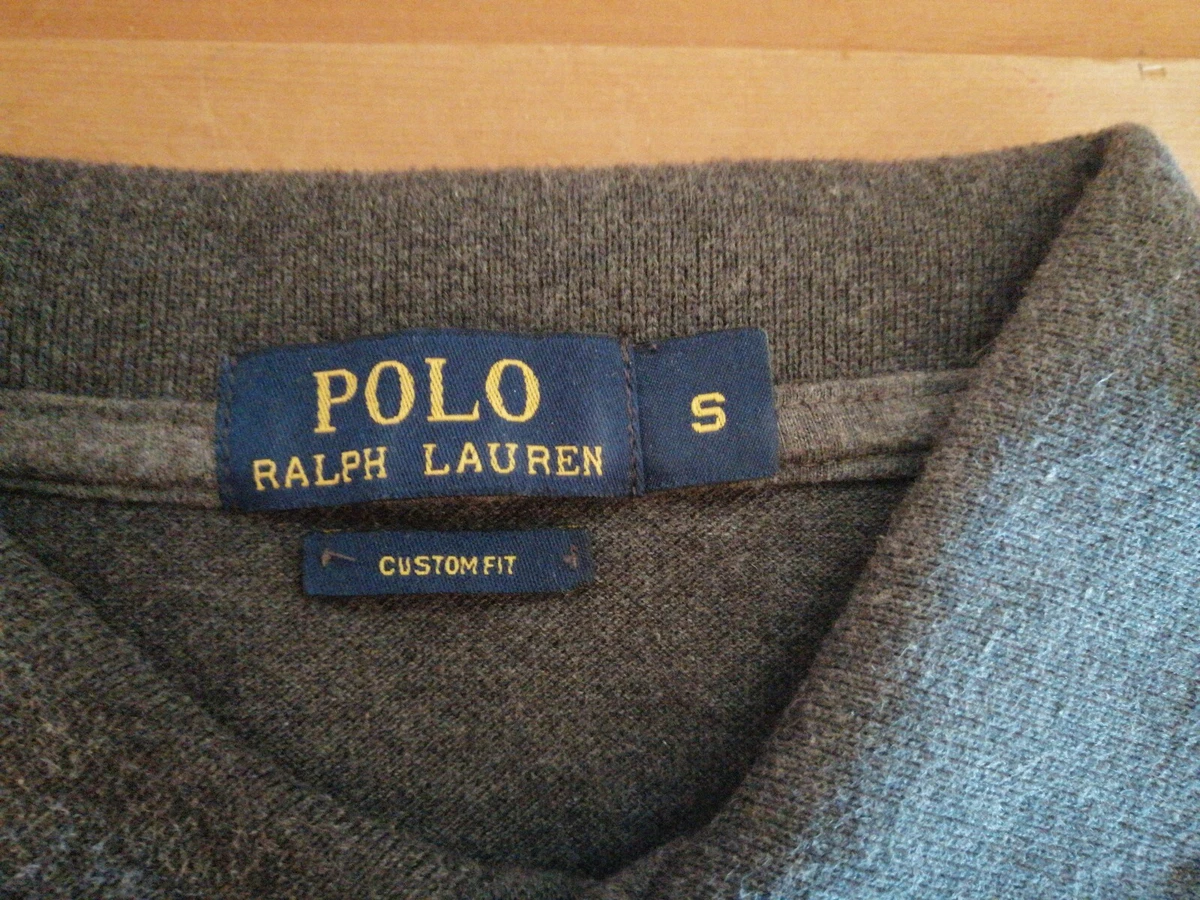 POLO
RALPH LAUREN
S
CUSTOM FIT